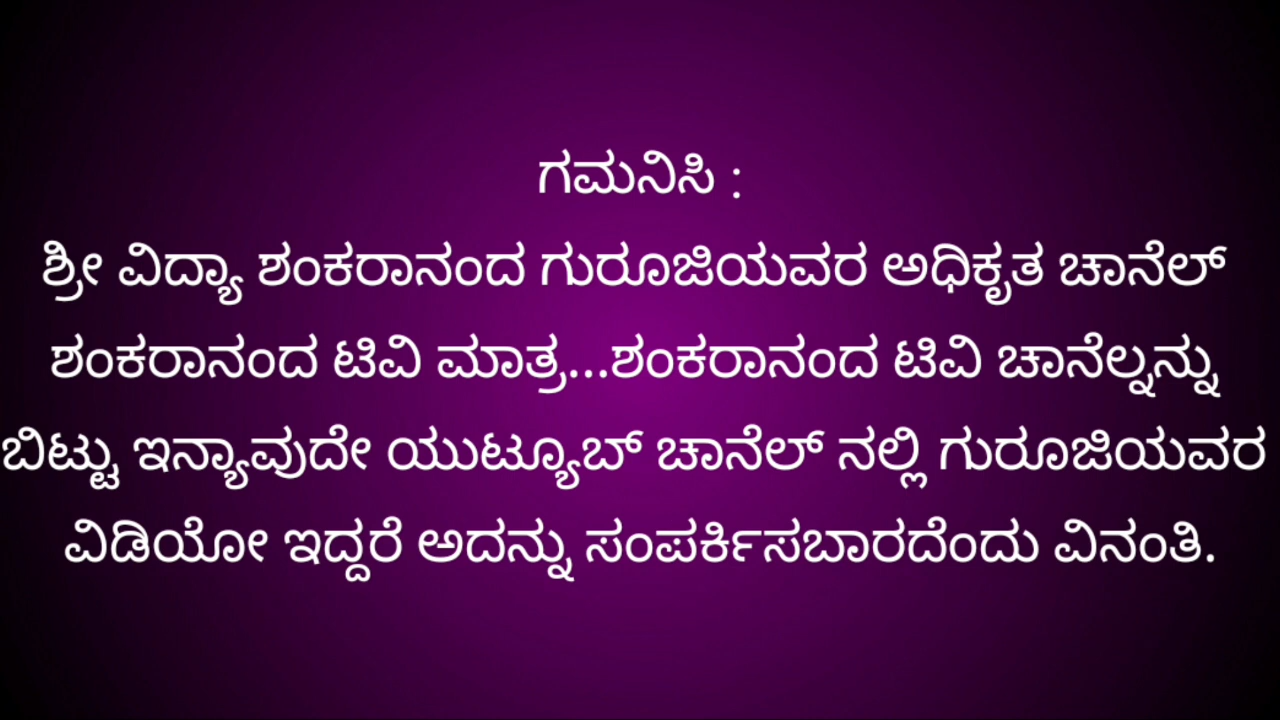 ಗಮನಿಸಿ :
ಶ್ರೀ ವಿದ್ಯಾ ಶಂಕರಾನಂದ ಗುರೂಜಿಯವರ ಅಧಿಕೃತ ಚಾನೆಲ್
ಶಂಕರಾನಂದ ಟಿವಿ ಮಾತ್ರ...ಶಂಕರಾನಂದ ಟಿವಿ ಚಾನೆಲ್ನನ್ನು
ಬಿಟ್ಟು ಇನ್ಯಾವುದೇ ಯುಟ್ಯೂಬ್ ಚಾನೆಲ್ ನಲ್ಲಿ ಗುರೂಜಿಯವರ
ವಿಡಿಯೋ ಇದ್ದರೆ ಅದನ್ನು ಸಂಪರ್ಕಿಸಬಾರದೆಂದು ವಿನಂತಿ.